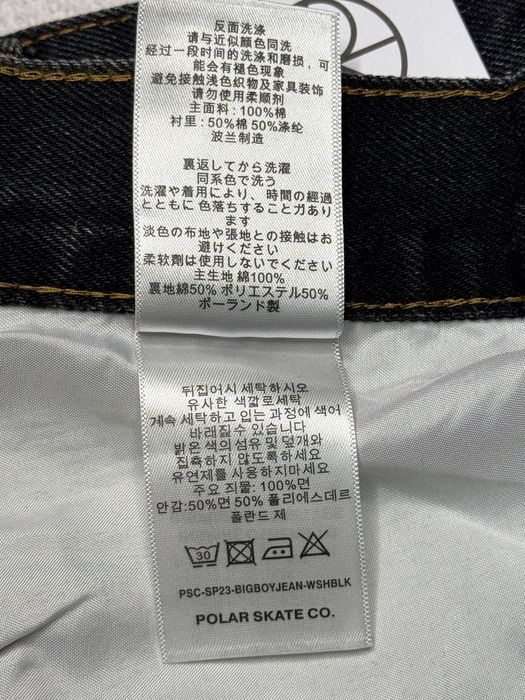 反面洗涤
请与近似颜色同洗
经过一段时间的洗涤和磨损，可
能会有褪色现象
避免接触浅色织物及家具装饰
请勿使用柔顺剂
主面料：100%棉
衬里：50%棉 50%涤纶
波兰制造
裏返してから洗濯
同系色で洗う
洗濯や着用により、時間の經過
とともに 色落ちすること力あり
ます
淡色の布地や張地との接触はお
避けください
柔软劑は使用しないでください
主生地 綿100%
裏地綿50% ポリエステル50%
ポーランド製
뒤집어서 세탁하시오
유사한 색깔로세탁
계속 세탁하고 입는 과정에 색어
바래질 수 있습니다
밝은 색의 섬유 및 덮개와
접촉하지 않도록하세요
유연제를 사용하지마세요
주요 직물: 100%면
안감:50%면 50% 폴리에스데르
폴란드 제
30
PSC-SP23-BIGBOYJEAN-WSHBLK
POLAR SKATE CO.